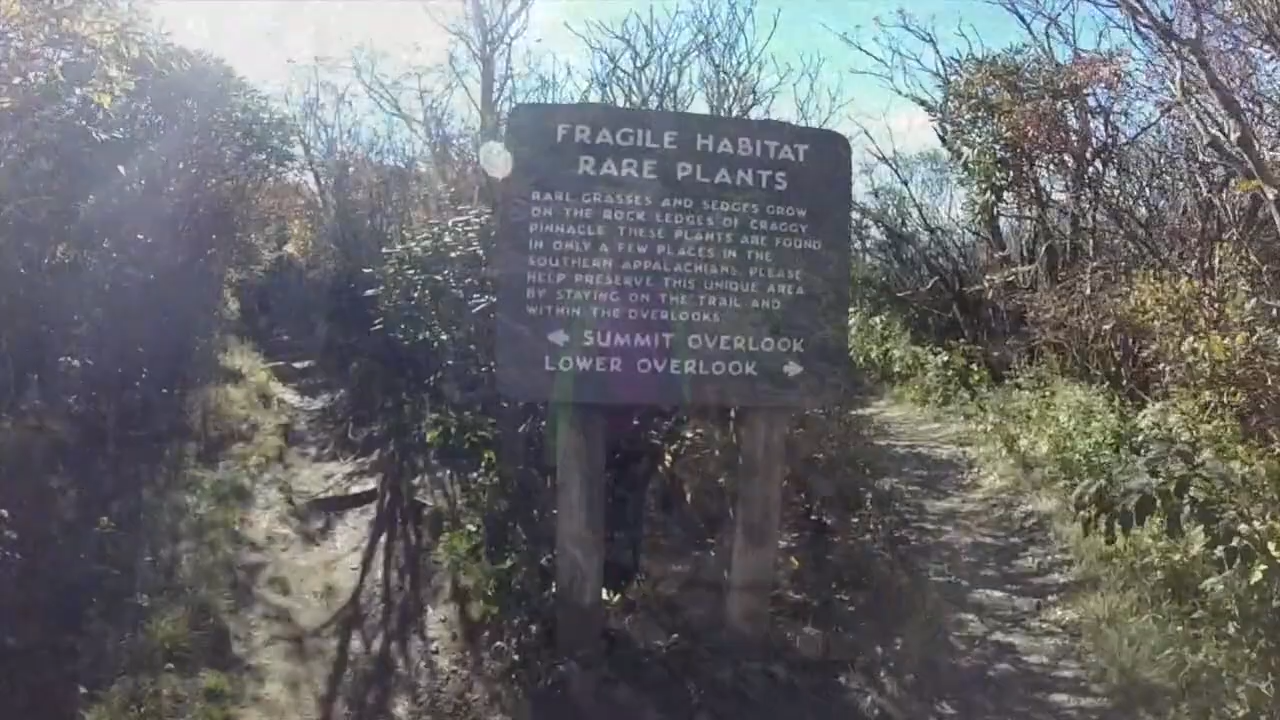 FRAGILE HABITAT
RARE PLANTS
RARE GRASSES AND SEDGES GROW
ON THE ROCK LEDGES OF CRAGGY
PINNACLE. THESE PLANTS ARE FOUND
IN ONLY A FEW PLACES IN THE
SOUTHERN APPALACHIANS. PLEASE
HELP PRESERVE THIS UNIQUE AREA
BY STAYING ON THE TRAIL AND
WITHIN THE OVERLOOKS
SUMMIT OVERLOOK
LOWER OVERLOOK